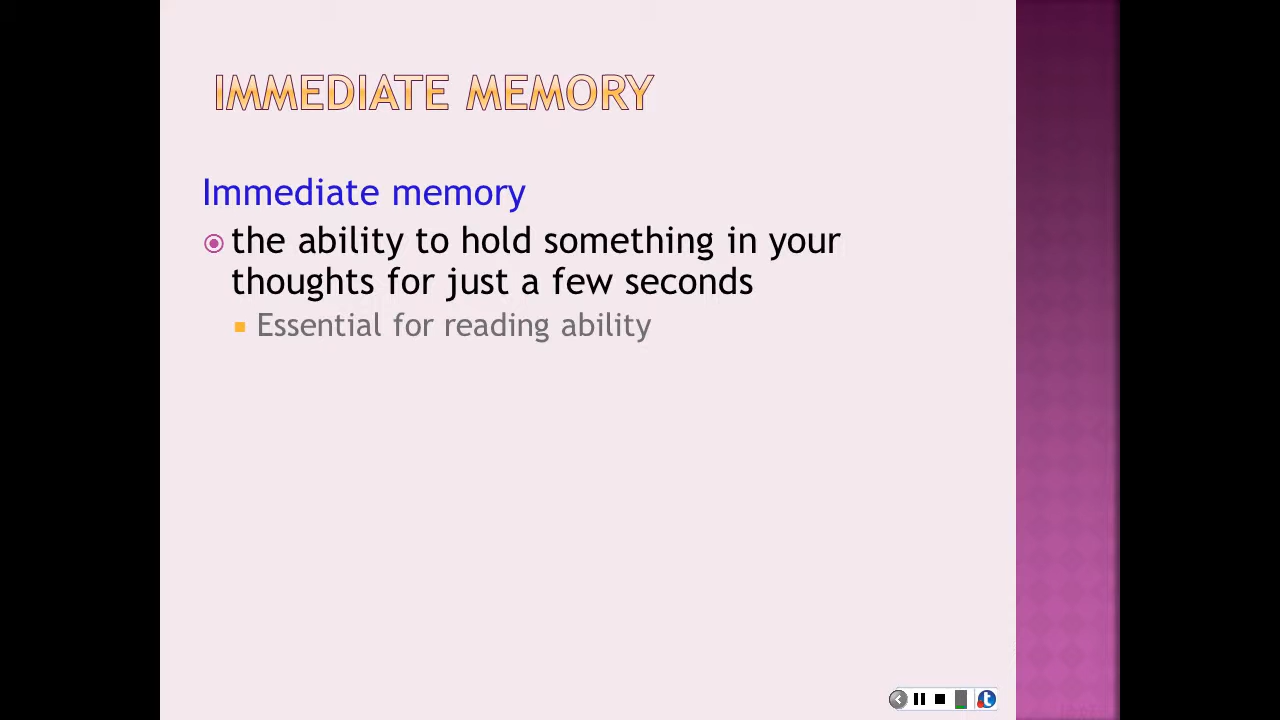 IMMEDIATE MEMORY
Immediate memory
the ability to hold something in your
thoughts for just a few seconds
Essential for reading ability